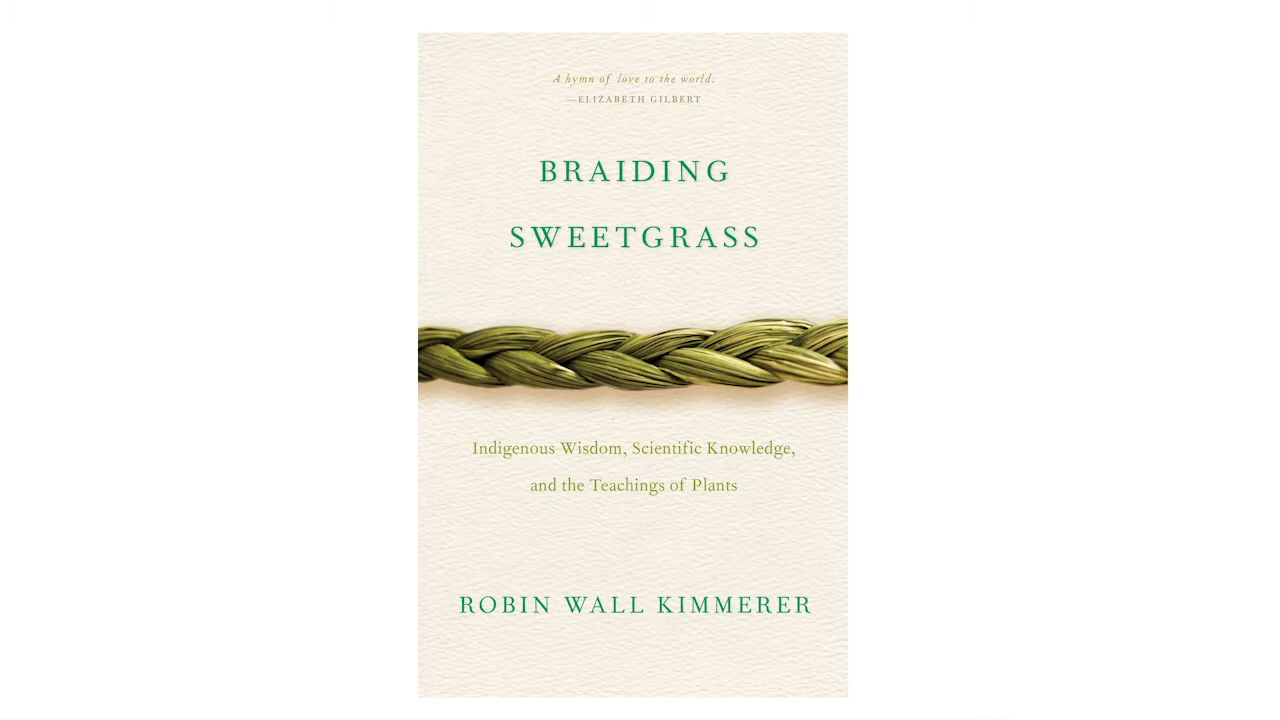 A hymn of love to the world.
—ELIZABETH GILBERT
BRAIDING
SWEETGRASS
Indigenous Wisdom, Scientific Knowledge,
and the Teachings of Plants
ROBIN WALL KIMMERER